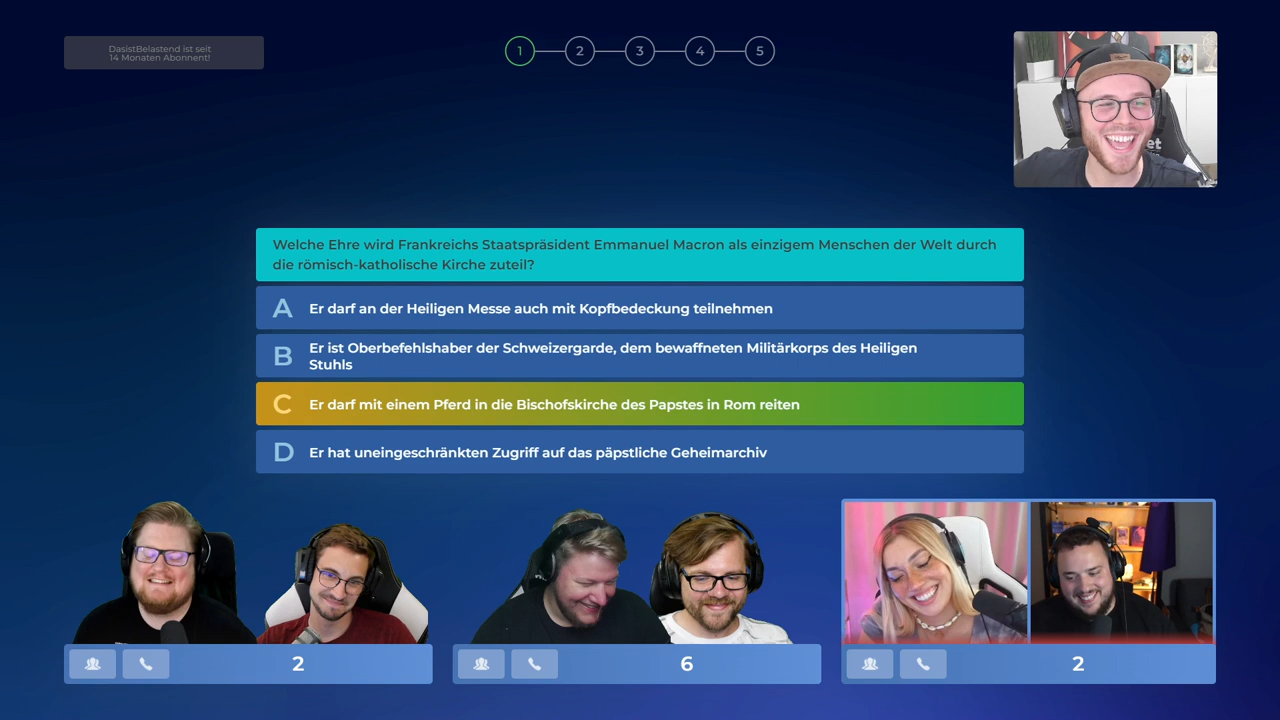 DasistBelastend ist seit
14 Monaten Abonnent!
1 2 3 4 5
Welche Ehre wird Frankreichs Staatspräsident Emmanuel Macron als einzigem Menschen der Welt durch
die römisch-katholische Kirche zuteil?
A Er darf an der Heiligen Messe auch mit Kopfbedeckung teilnehmen
B Er ist Oberbefehlshaber der Schweizergarde, dem bewaffneten Militärkorps des Heiligen
Stuhls
C Er darf mit einem Pferd in die Bischofskirche des Papstes in Rom reiten
D Er hat uneingeschränkten Zugriff auf das päpstliche Geheimarchiv
2 6 2